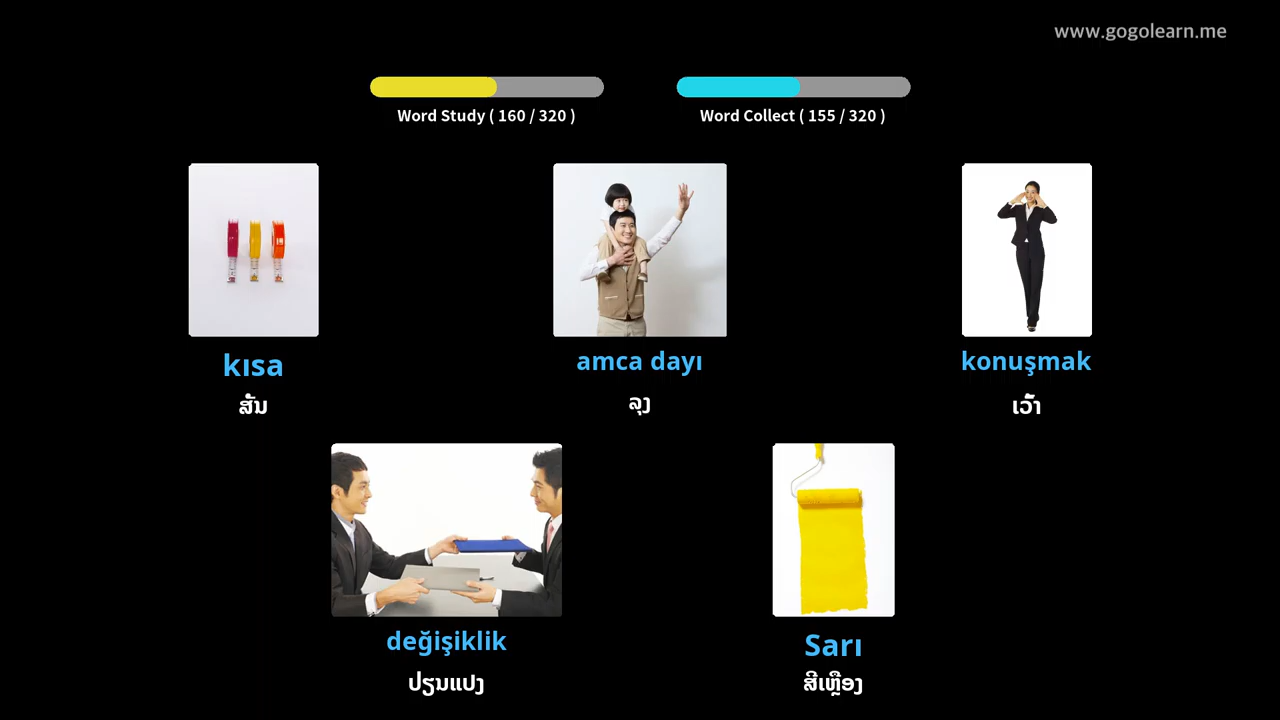 www.gogolearn.me
Word Study ( 160 / 320 )
Word Collect ( 155 / 320 )
kısa
ສັ້ນ
amca dayı
ລຸງ
konuşmak
ເວົ້າ
değişiklik
ປຽນແປງ
Sarı
ສີເຫຼືອງ